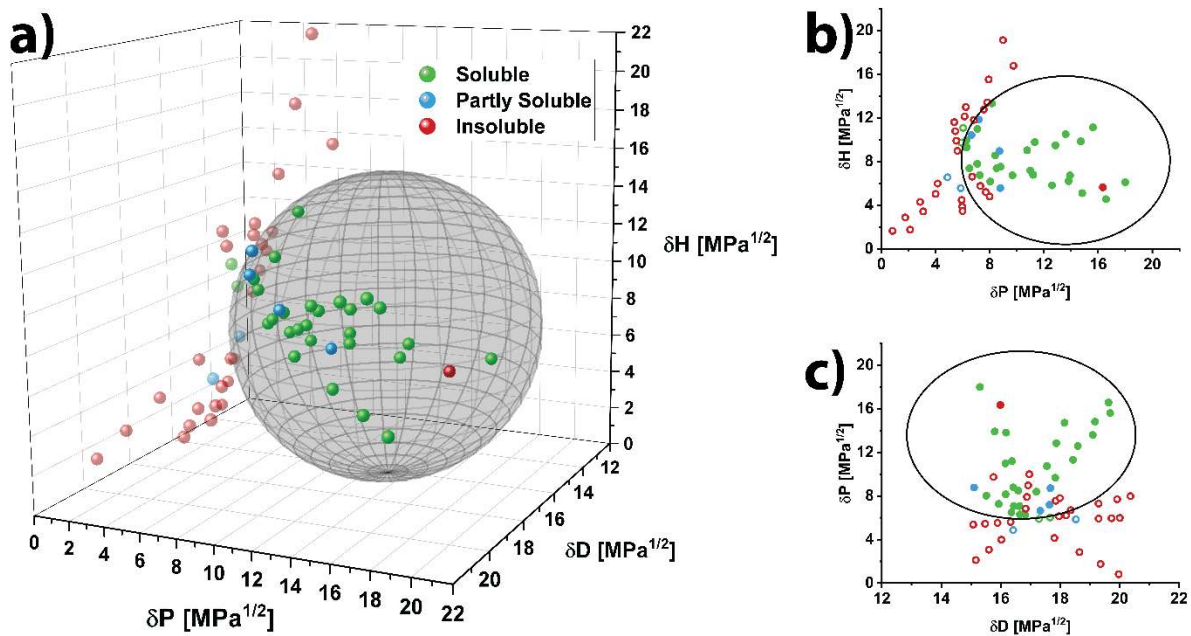 a)
22
20
18
16
14
12
10
8
6
4
2
0
δH [MPa1/2]
Soluble
Partly Soluble
Insoluble
12
14
16
18
20
22
δD [MPa1/2]
0 2 4 6 8 10 12 14 16 18 20 22
δP [MPa1/2]
b)
20
16
12
8
4
0
δH [MPa1/2]
0 4 8 12 16 20
δP [MPa1/2]
c)
20
16
12
8
4
0
δP [MPa1/2]
12 14 16 18 20 22
δD [MPa1/2]